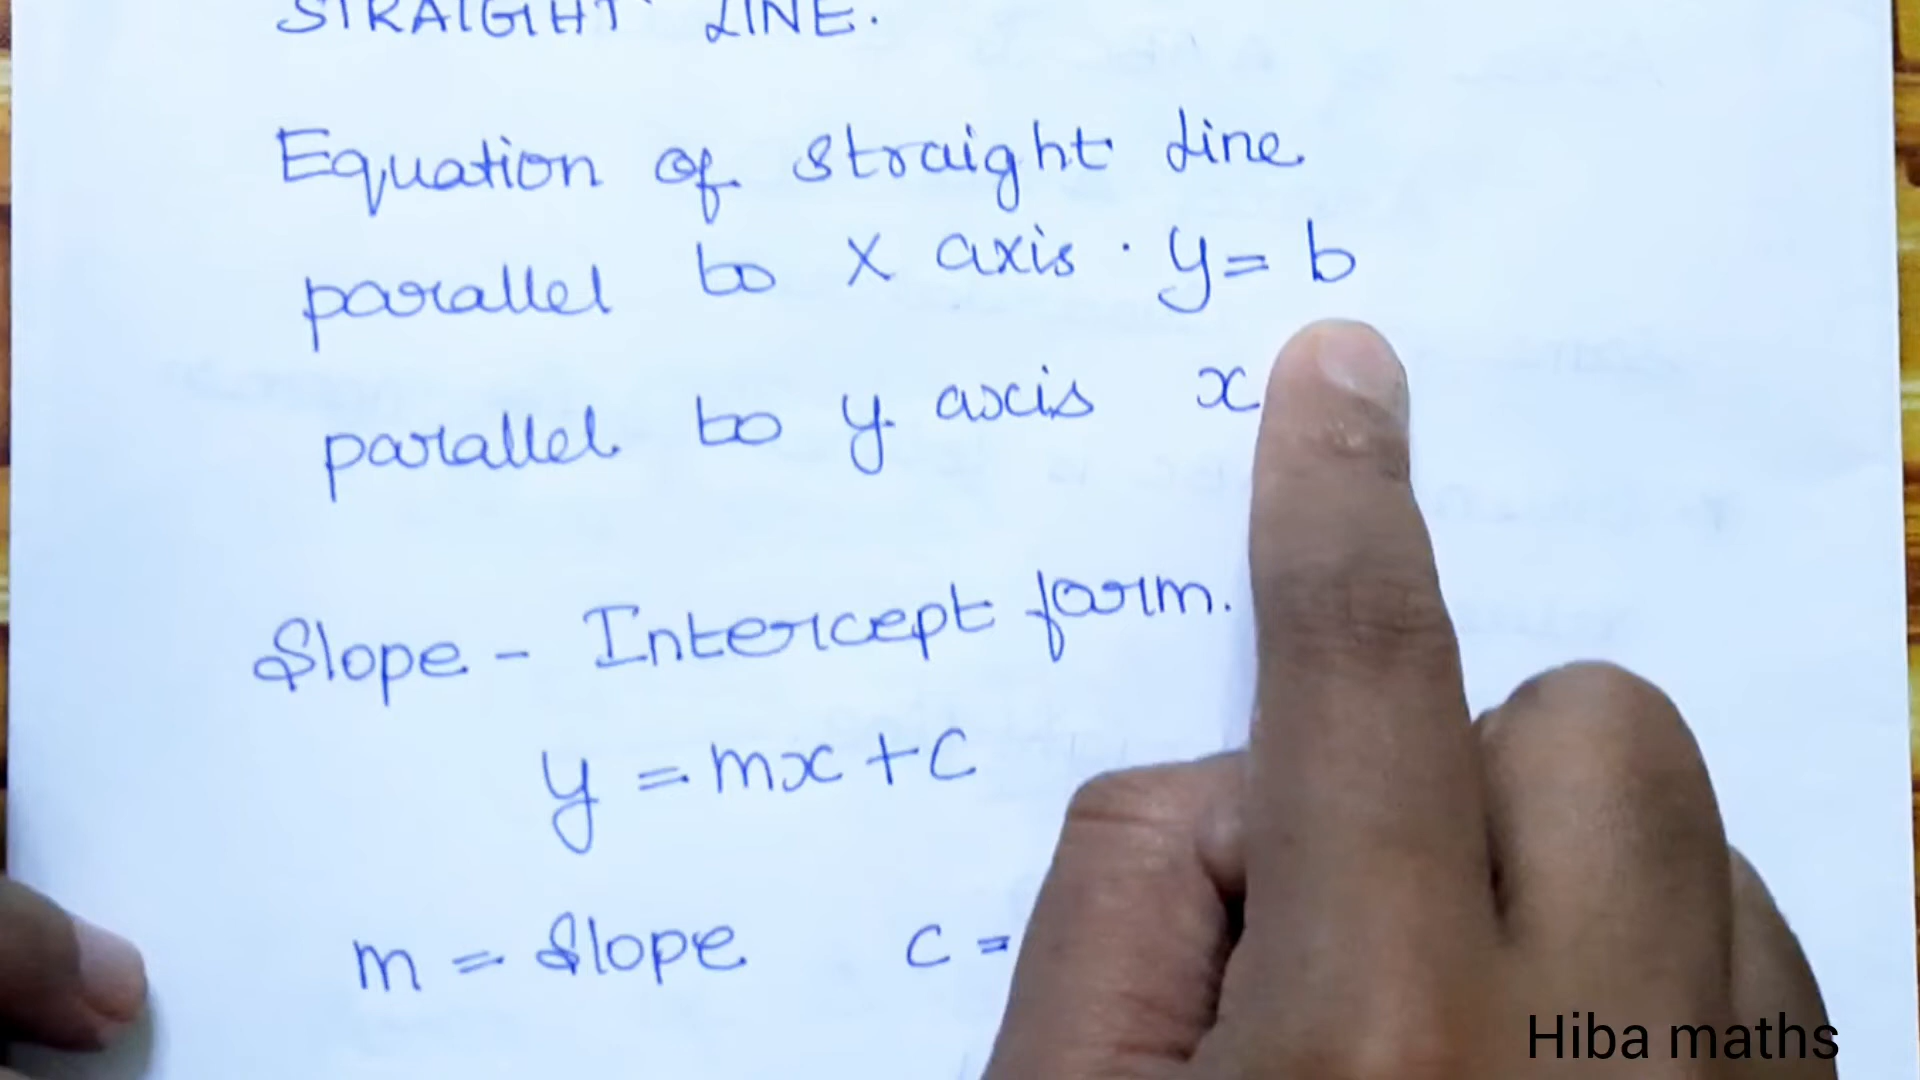 STRAIGHT LINE.
Equation of straight line
parallel to X axis. y = b
parallel to y axis x
Slope - Intercept form.
y = mx + c
m = Slope c =
Hiba maths